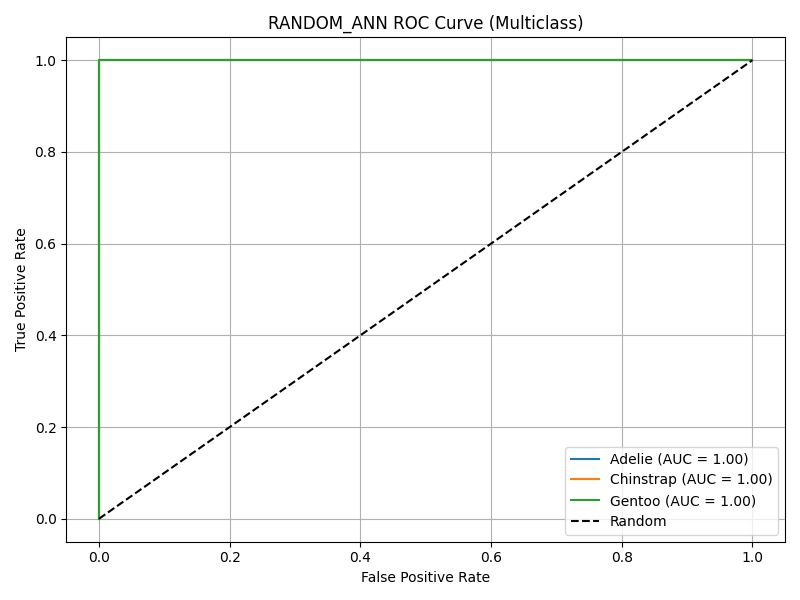 RANDOM_ANN ROC Curve (Multiclass)
True Positive Rate
1.0
0.8
0.6
0.4
0.2
0.0
0.0 0.2 0.4 0.6 0.8 1.0
False Positive Rate
Adelie (AUC = 1.00)
Chinstrap (AUC = 1.00)
Gentoo (AUC = 1.00)
Random